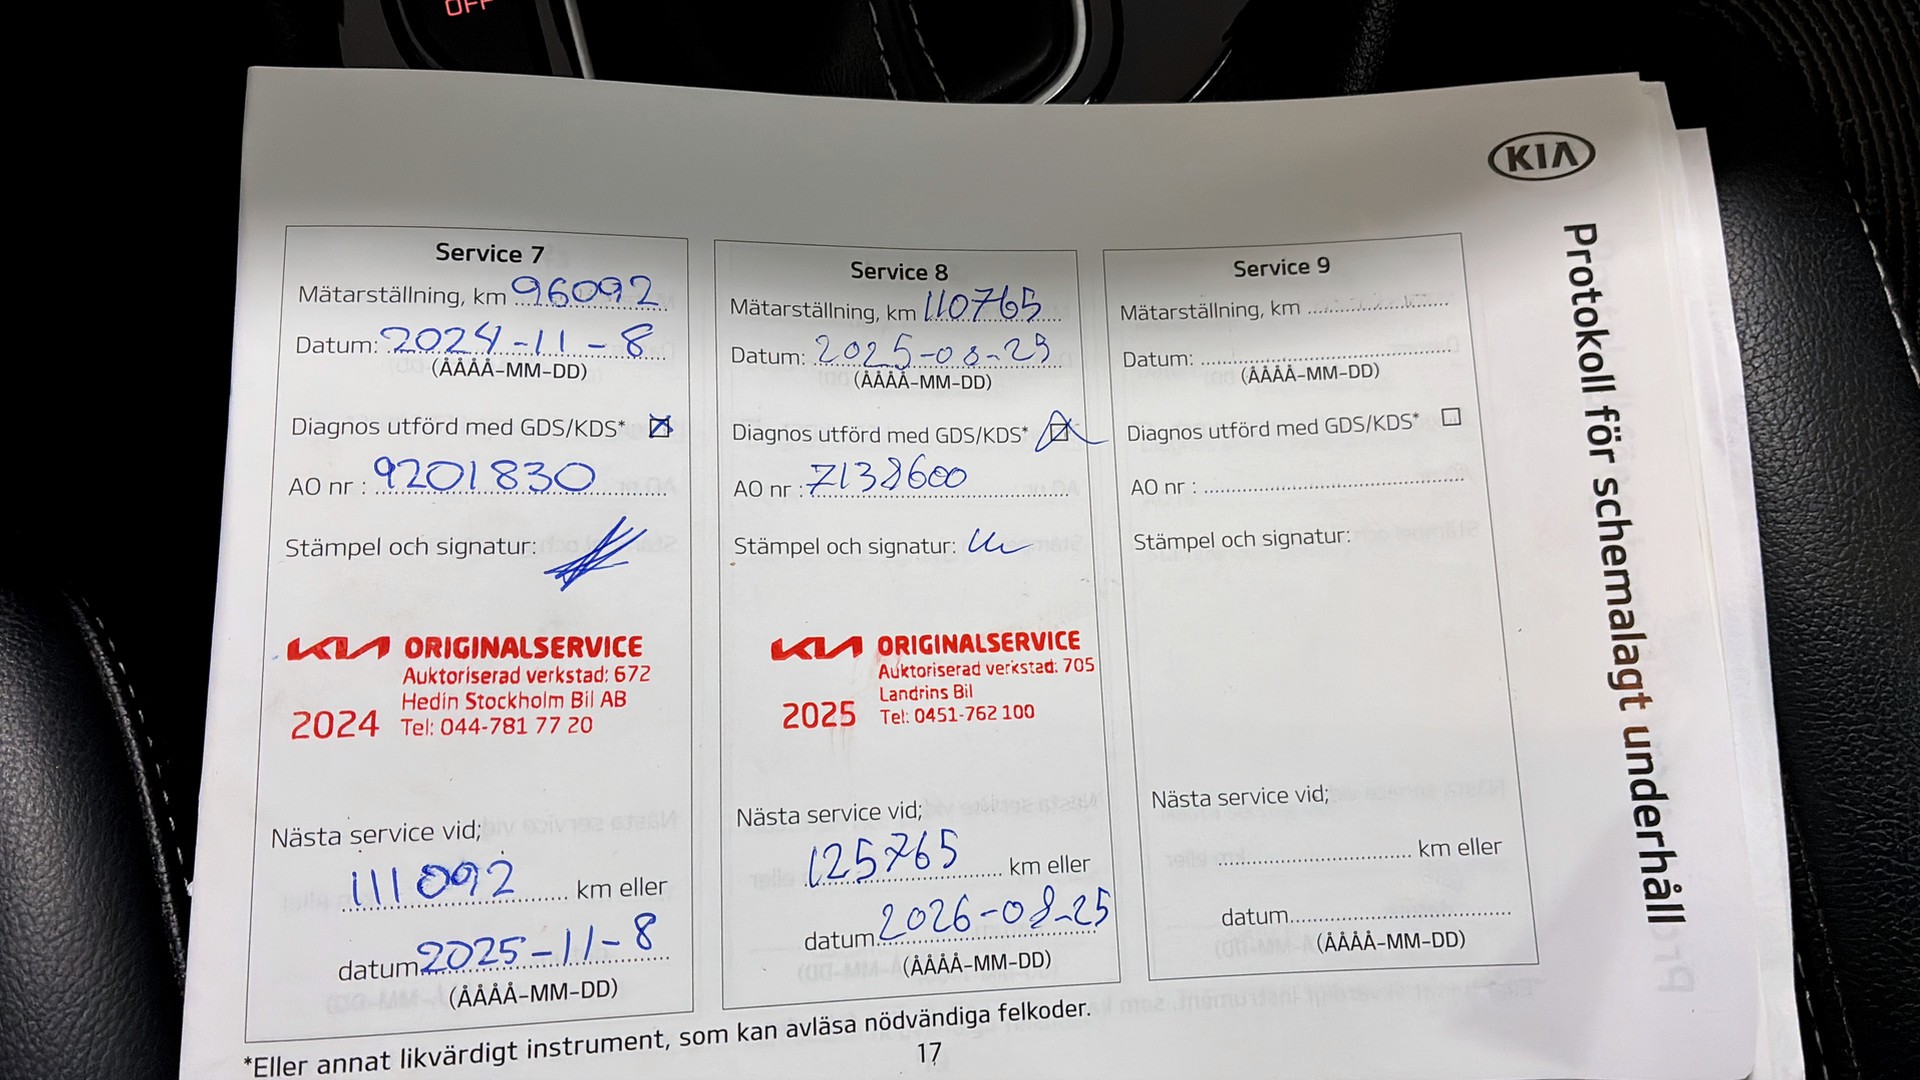 OFF
KIA
Protokoll för schemalagt underhåll
Service 7
Mätarställning, km 96092
Datum: 2024-11-8
(ÅÅÅÅ-MM-DD)
Diagnos utförd med GDS/KDS*
AO nr : 9201830
Stämpel och signatur:
KIA ORIGINALSERVICE
Auktoriserad verkstad: 672
Hedin Stockholm Bil AB
2024 Tel: 044-781 77 20
Nästa service vid;
111092 km eller
datum 2025-11-8
(ÅÅÅÅ-MM-DD)
Service 8
Mätarställning, km 110765
Datum: 2025-08-29
(ÅÅÅÅ-MM-DD)
Diagnos utförd med GDS/KDS*
AO nr : 7138600
Stämpel och signatur:
KIA ORIGINALSERVICE
Auktoriserad verkstad: 705
Landrins Bil
2025 Tel: 0451-762 100
Nästa service vid;
125765 km eller
datum 2026-08-25
(ÅÅÅÅ-MM-DD)
Service 9
Mätarställning, km
Datum:
(ÅÅÅÅ-MM-DD)
Diagnos utförd med GDS/KDS*
AO nr :
Stämpel och signatur:
Nästa service vid;
km eller
datum
(ÅÅÅÅ-MM-DD)
*Eller annat likvärdigt instrument, som kan avläsa nödvändiga felkoder.
17